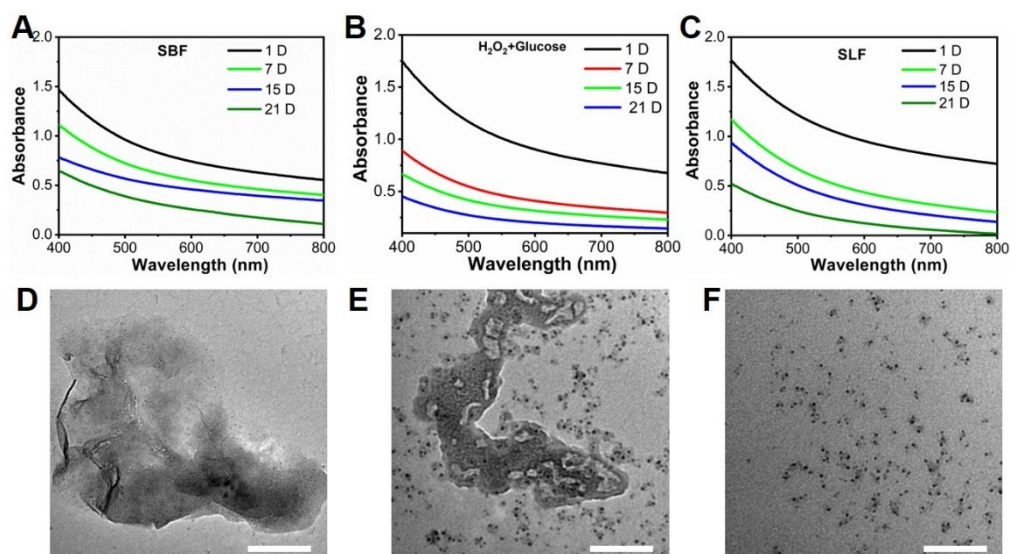 A
SBF
1 D
7 D
15 D
21 D
2.0
1.5
1.0
0.5
0.0
Absorbance
400 500 600 700 800
Wavelength (nm)
B
H₂O₂+Glucose
1 D
7 D
15 D
21 D
2.0
1.5
1.0
0.5
Absorbance
400 500 600 700 800
Wavelength (nm)
C
SLF
1 D
7 D
15 D
21 D
2.0
1.5
1.0
0.5
0.0
Absorbance
400 500 600 700 800
Wavelength (nm)
D
E
F